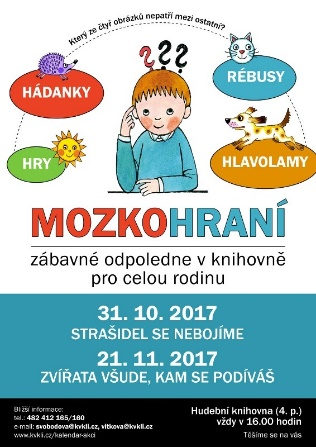 Který ze čtyř obrázků nepatří mezi ostatní?
???
HÁDANKY
RÉBUSY
HRY
HLAVOLAMY
MOZKOHRANÍ
zábavné odpoledne v knihovně
pro celou rodinu
31. 10. 2017
STRAŠIDEL SE NEBOJÍME
21. 11. 2017
ZVÍŘATA VŠUDE, KAM SE PODÍVÁŠ
Bližší informace:
tel.: 482 412 165/160
e-mail: svobodova@kvkli.cz, vitkova@kvkli.cz
www.kvkli.cz/kalendar-akci
Hudební knihovna (4. p.)
vždy v 16.00 hodin
Těšíme se na vás